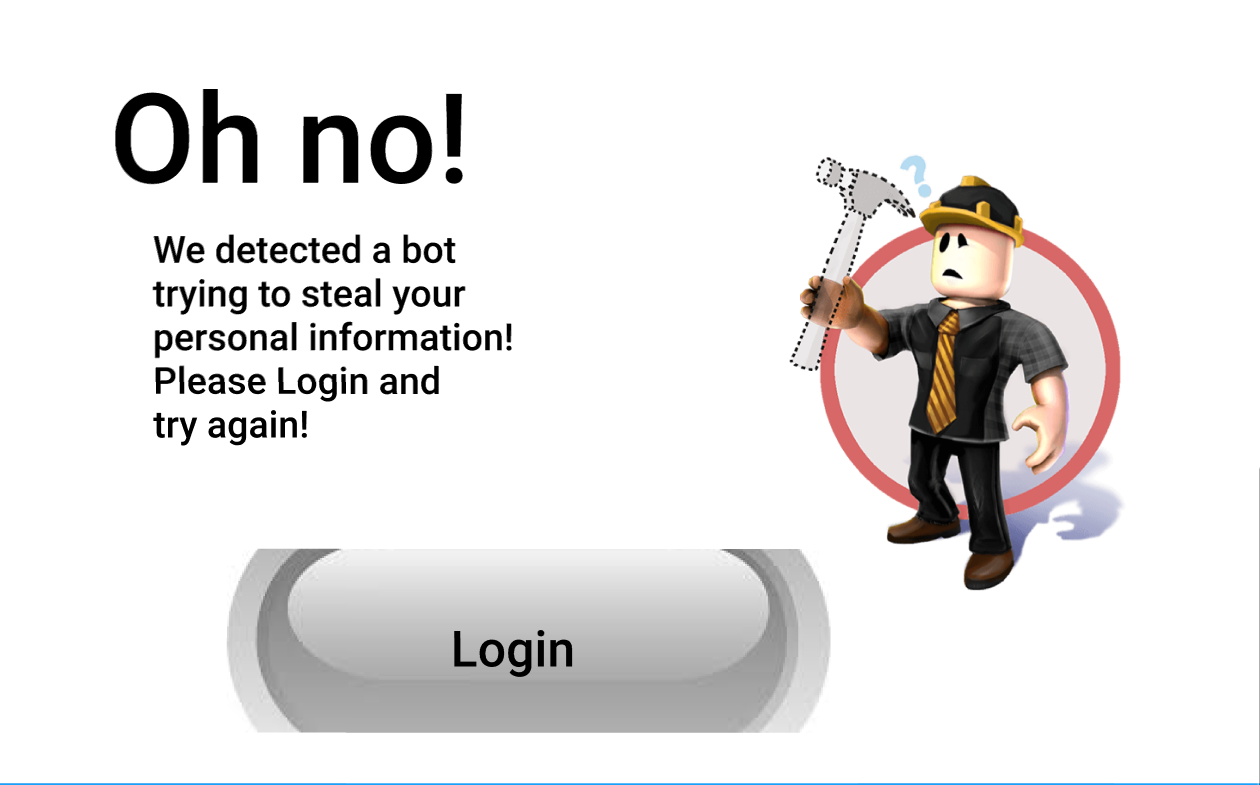 Oh no!
We detected a bot
trying to steal your
personal information!
Please Login and
try again!
?
Login